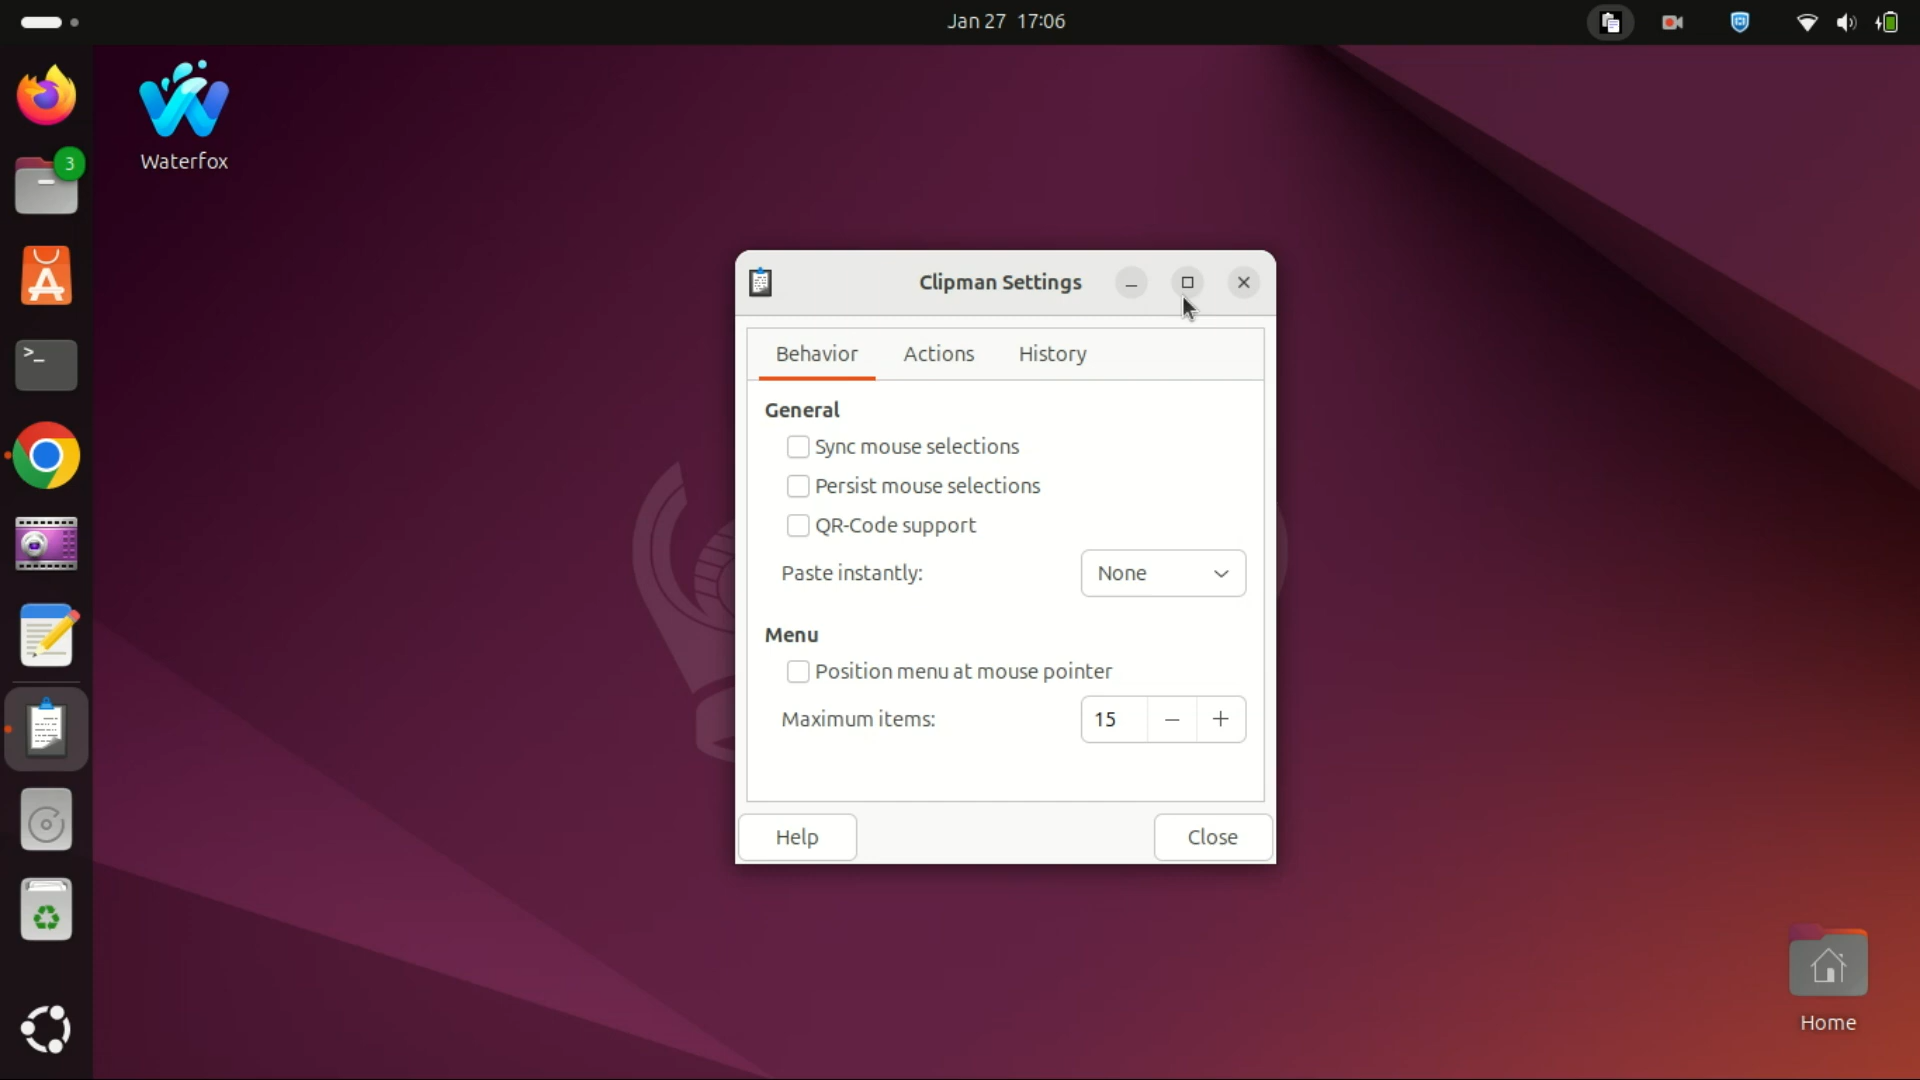 Jan 27 17:06
3
Waterfox
>_
Clipman Settings
Behavior Actions History
General
Sync mouse selections
Persist mouse selections
QR-Code support
Paste instantly: None
Menu
Position menu at mouse pointer
Maximum items: 15 − +
Help Close
Home